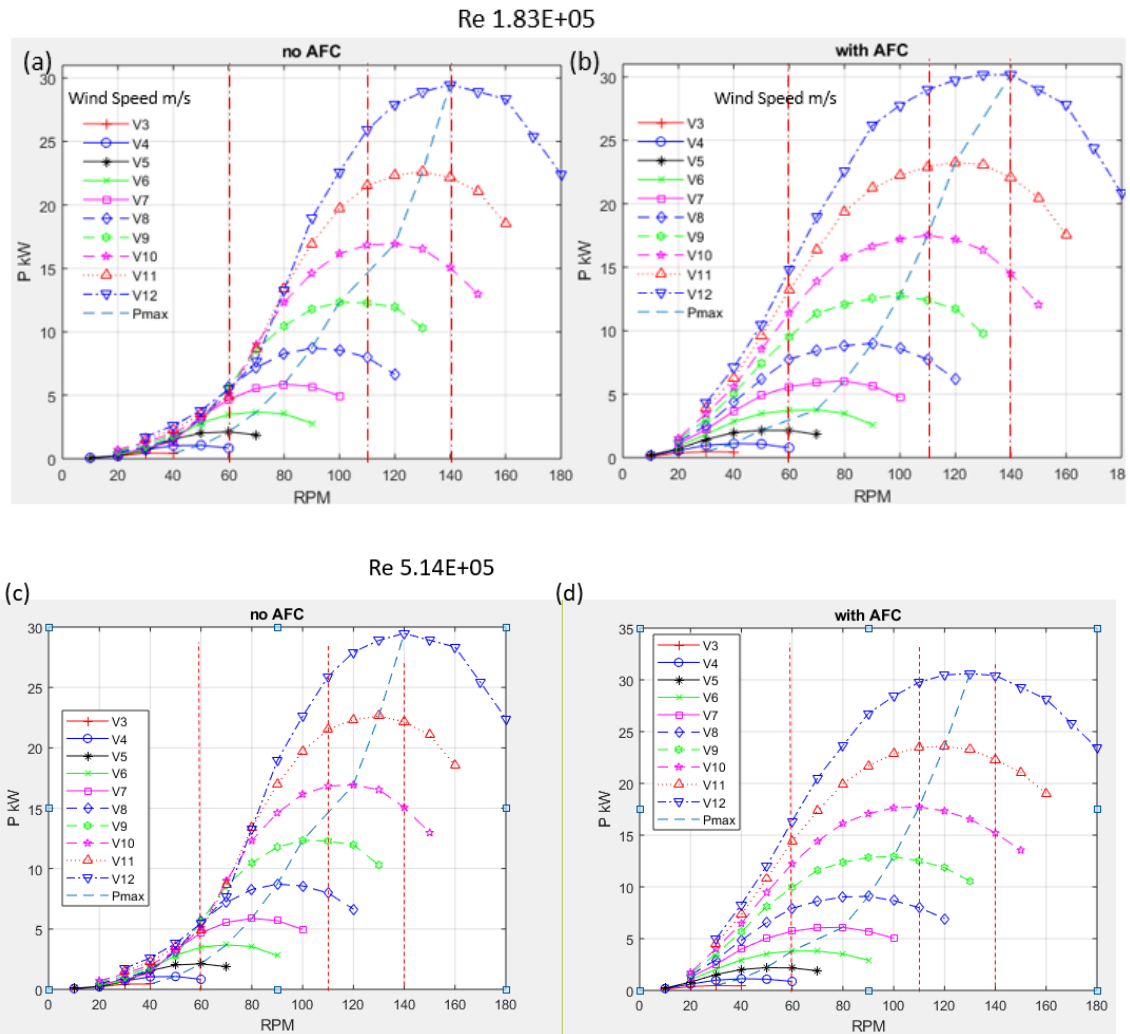 Re 1.83E+05
(a)
no AFC
P kW
30
25
20
15
10
5
0
Wind Speed m/s
V3
V4
V5
V6
V7
V8
V9
V10
V11
V12
Pmax
0 20 40 60 80 100 120 140 160 180
RPM
(b)
with AFC
P kW
30
25
20
15
10
5
0
Wind Speed m/s
V3
V4
V5
V6
V7
V8
V9
V10
V11
V12
Pmax
0 20 40 60 80 100 120 140 160 180
RPM
Re 5.14E+05
(c)
no AFC
P kW
30
25
20
15
10
5
0
V3
V4
V5
V6
V7
V8
V9
V10
V11
V12
Pmax
0 20 40 60 80 100 120 140 160 180
RPM
(d)
with AFC
P kW
35
30
25
20
15
10
5
0
V3
V4
V5
V6
V7
V8
V9
V10
V11
V12
Pmax
0 20 40 60 80 100 120 140 160 180
RPM